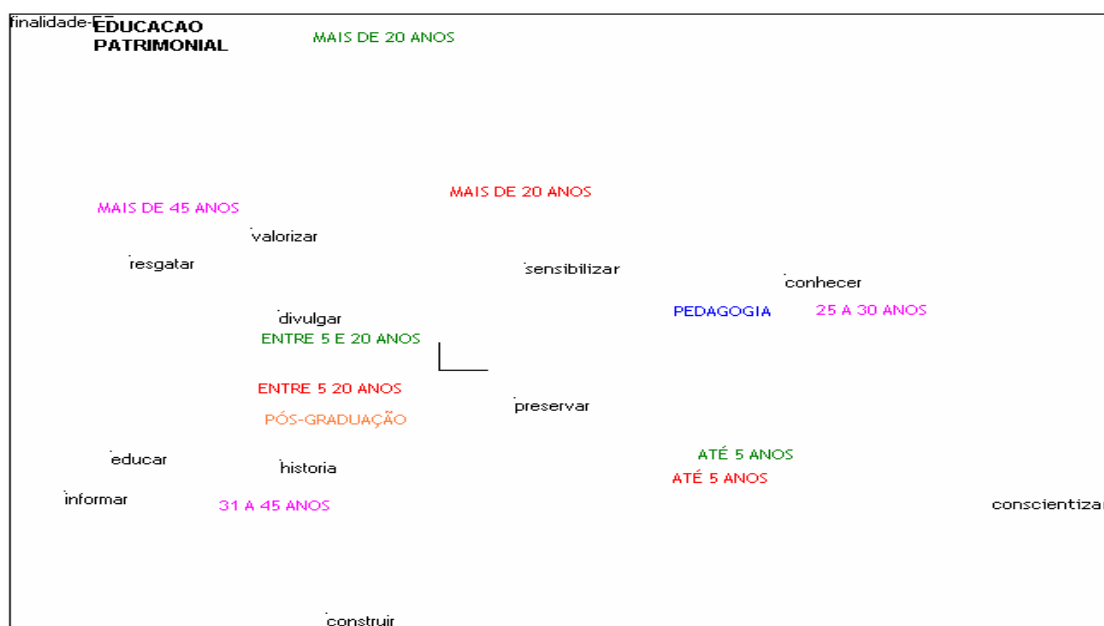 finalidade-E
EDUCACAO
PATRIMONIAL
MAIS DE 20 ANOS
MAIS DE 20 ANOS
MAIS DE 45 ANOS
valorizar
resgatar
sensibilizar
conhecer
PEDAGOGIA
25 A 30 ANOS
divulgar
ENTRE 5 E 20 ANOS
ENTRE 5 20 ANOS
PÓS-GRADUAÇÃO
preservar
educar
historia
ATÉ 5 ANOS
ATÉ 5 ANOS
informar
31 A 45 ANOS
conscientizar
construir